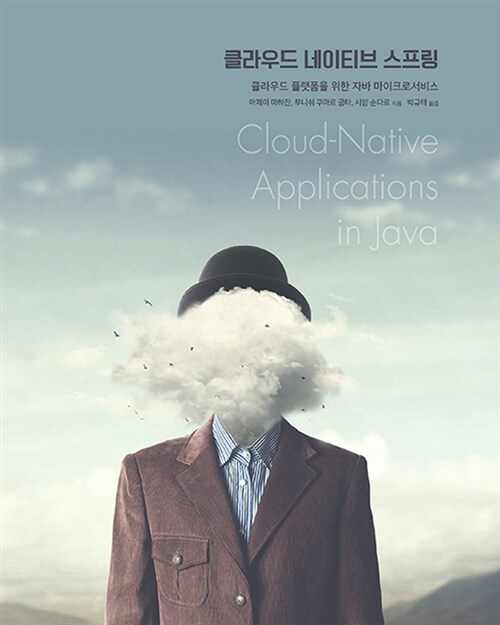 클라우드 네이티브 스프링
클라우드 플랫폼을 위한 자바 마이크로서비스
아제이 마하잔, 무니쉬 쿠마르 굽타, 시암 순다르 지음 박규태 옮김
Cloud-Native
Applications
in Java